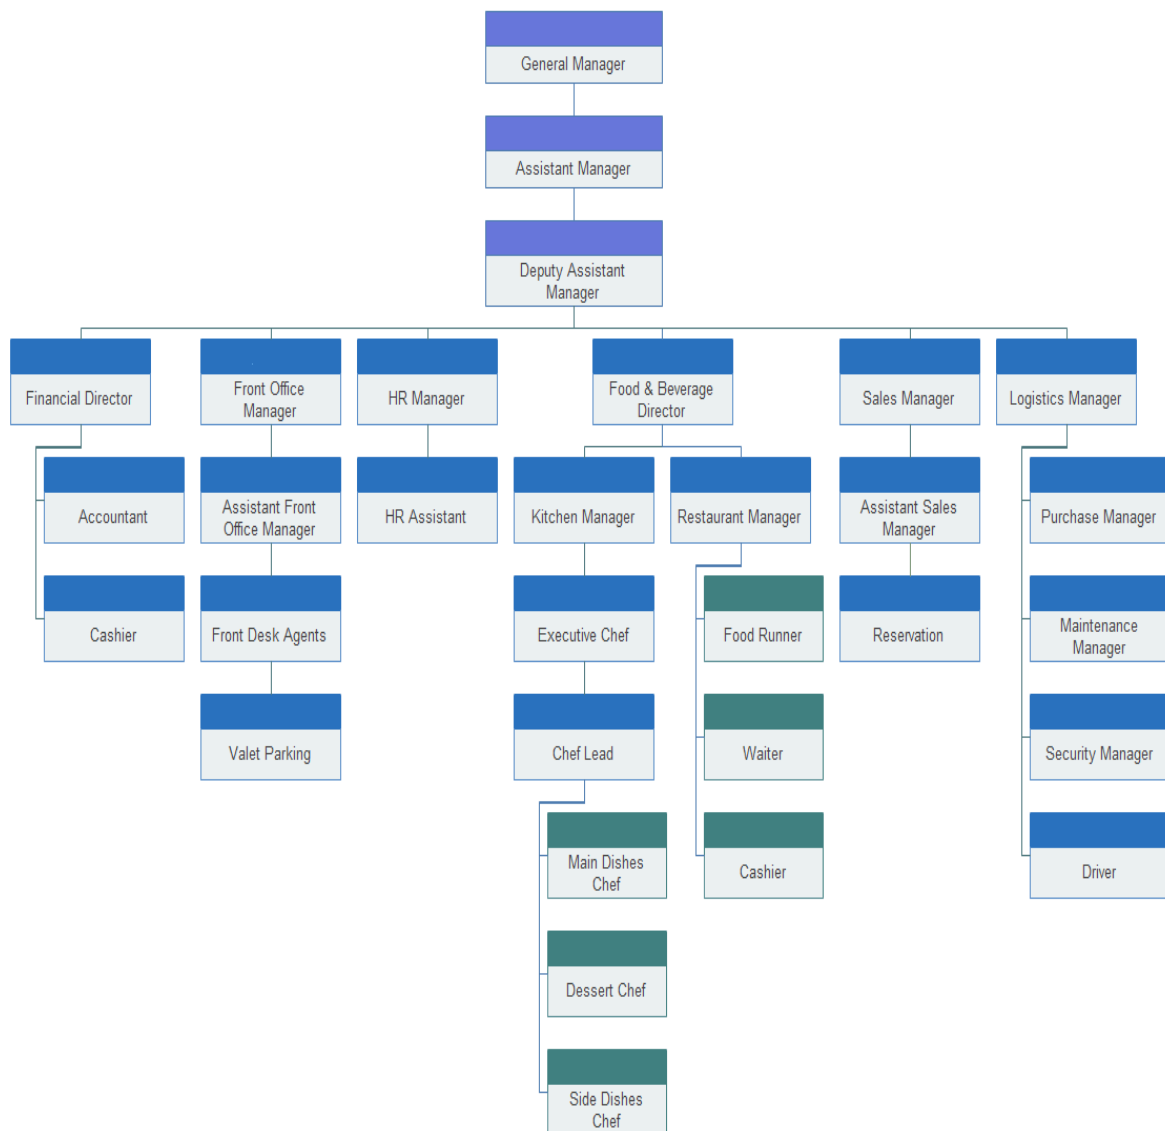 General Manager
Assistant Manager
Deputy Assistant
Manager
Financial Director
Front Office
Manager
HR Manager
Food & Beverage
Director
Sales Manager
Logistics Manager
Accountant
Assistant Front
Office Manager
HR Assistant
Kitchen Manager
Restaurant Manager
Assistant Sales
Manager
Purchase Manager
Cashier
Front Desk Agents
Executive Chef
Food Runner
Reservation
Maintenance
Manager
Valet Parking
Chef Lead
Waiter
Security Manager
Main Dishes
Chef
Cashier
Driver
Dessert Chef
Side Dishes
Chef